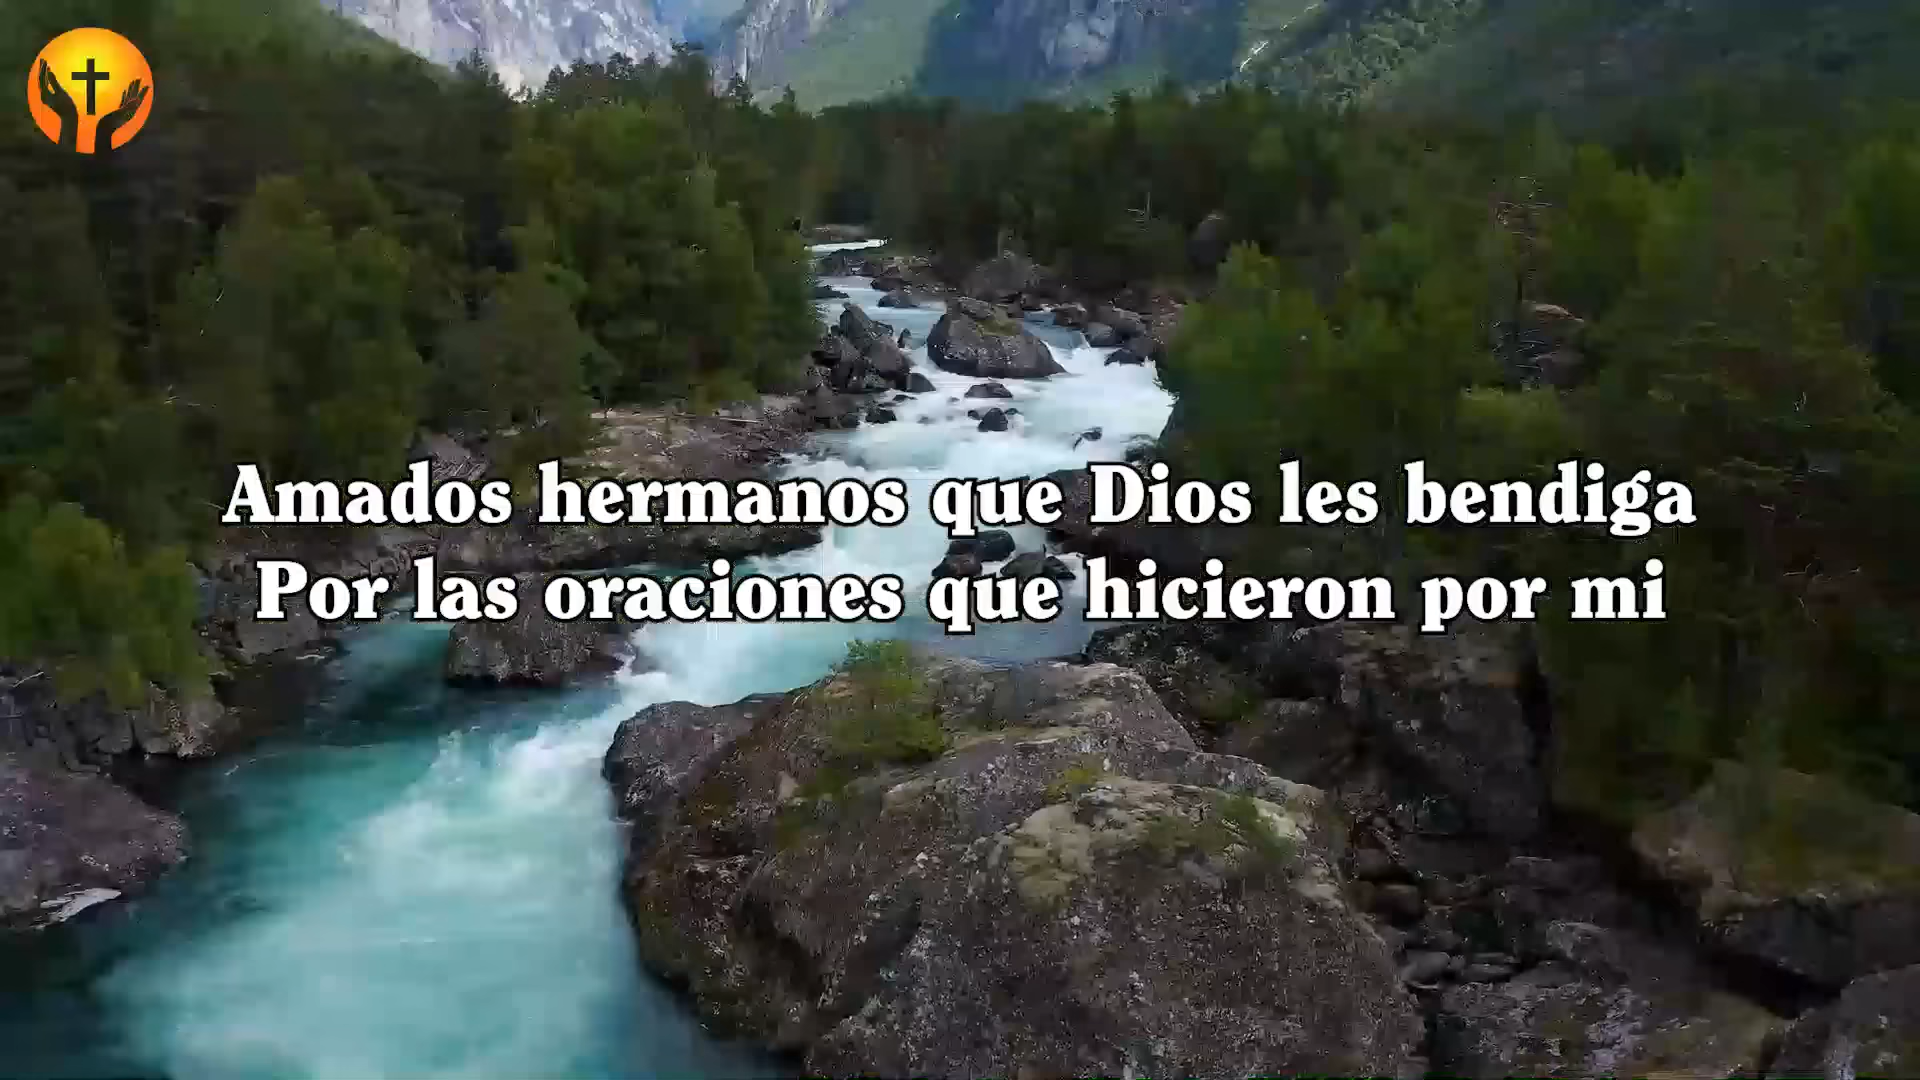 Amados hermanos que Dios les bendiga
Por las oraciones que hicieron por mi